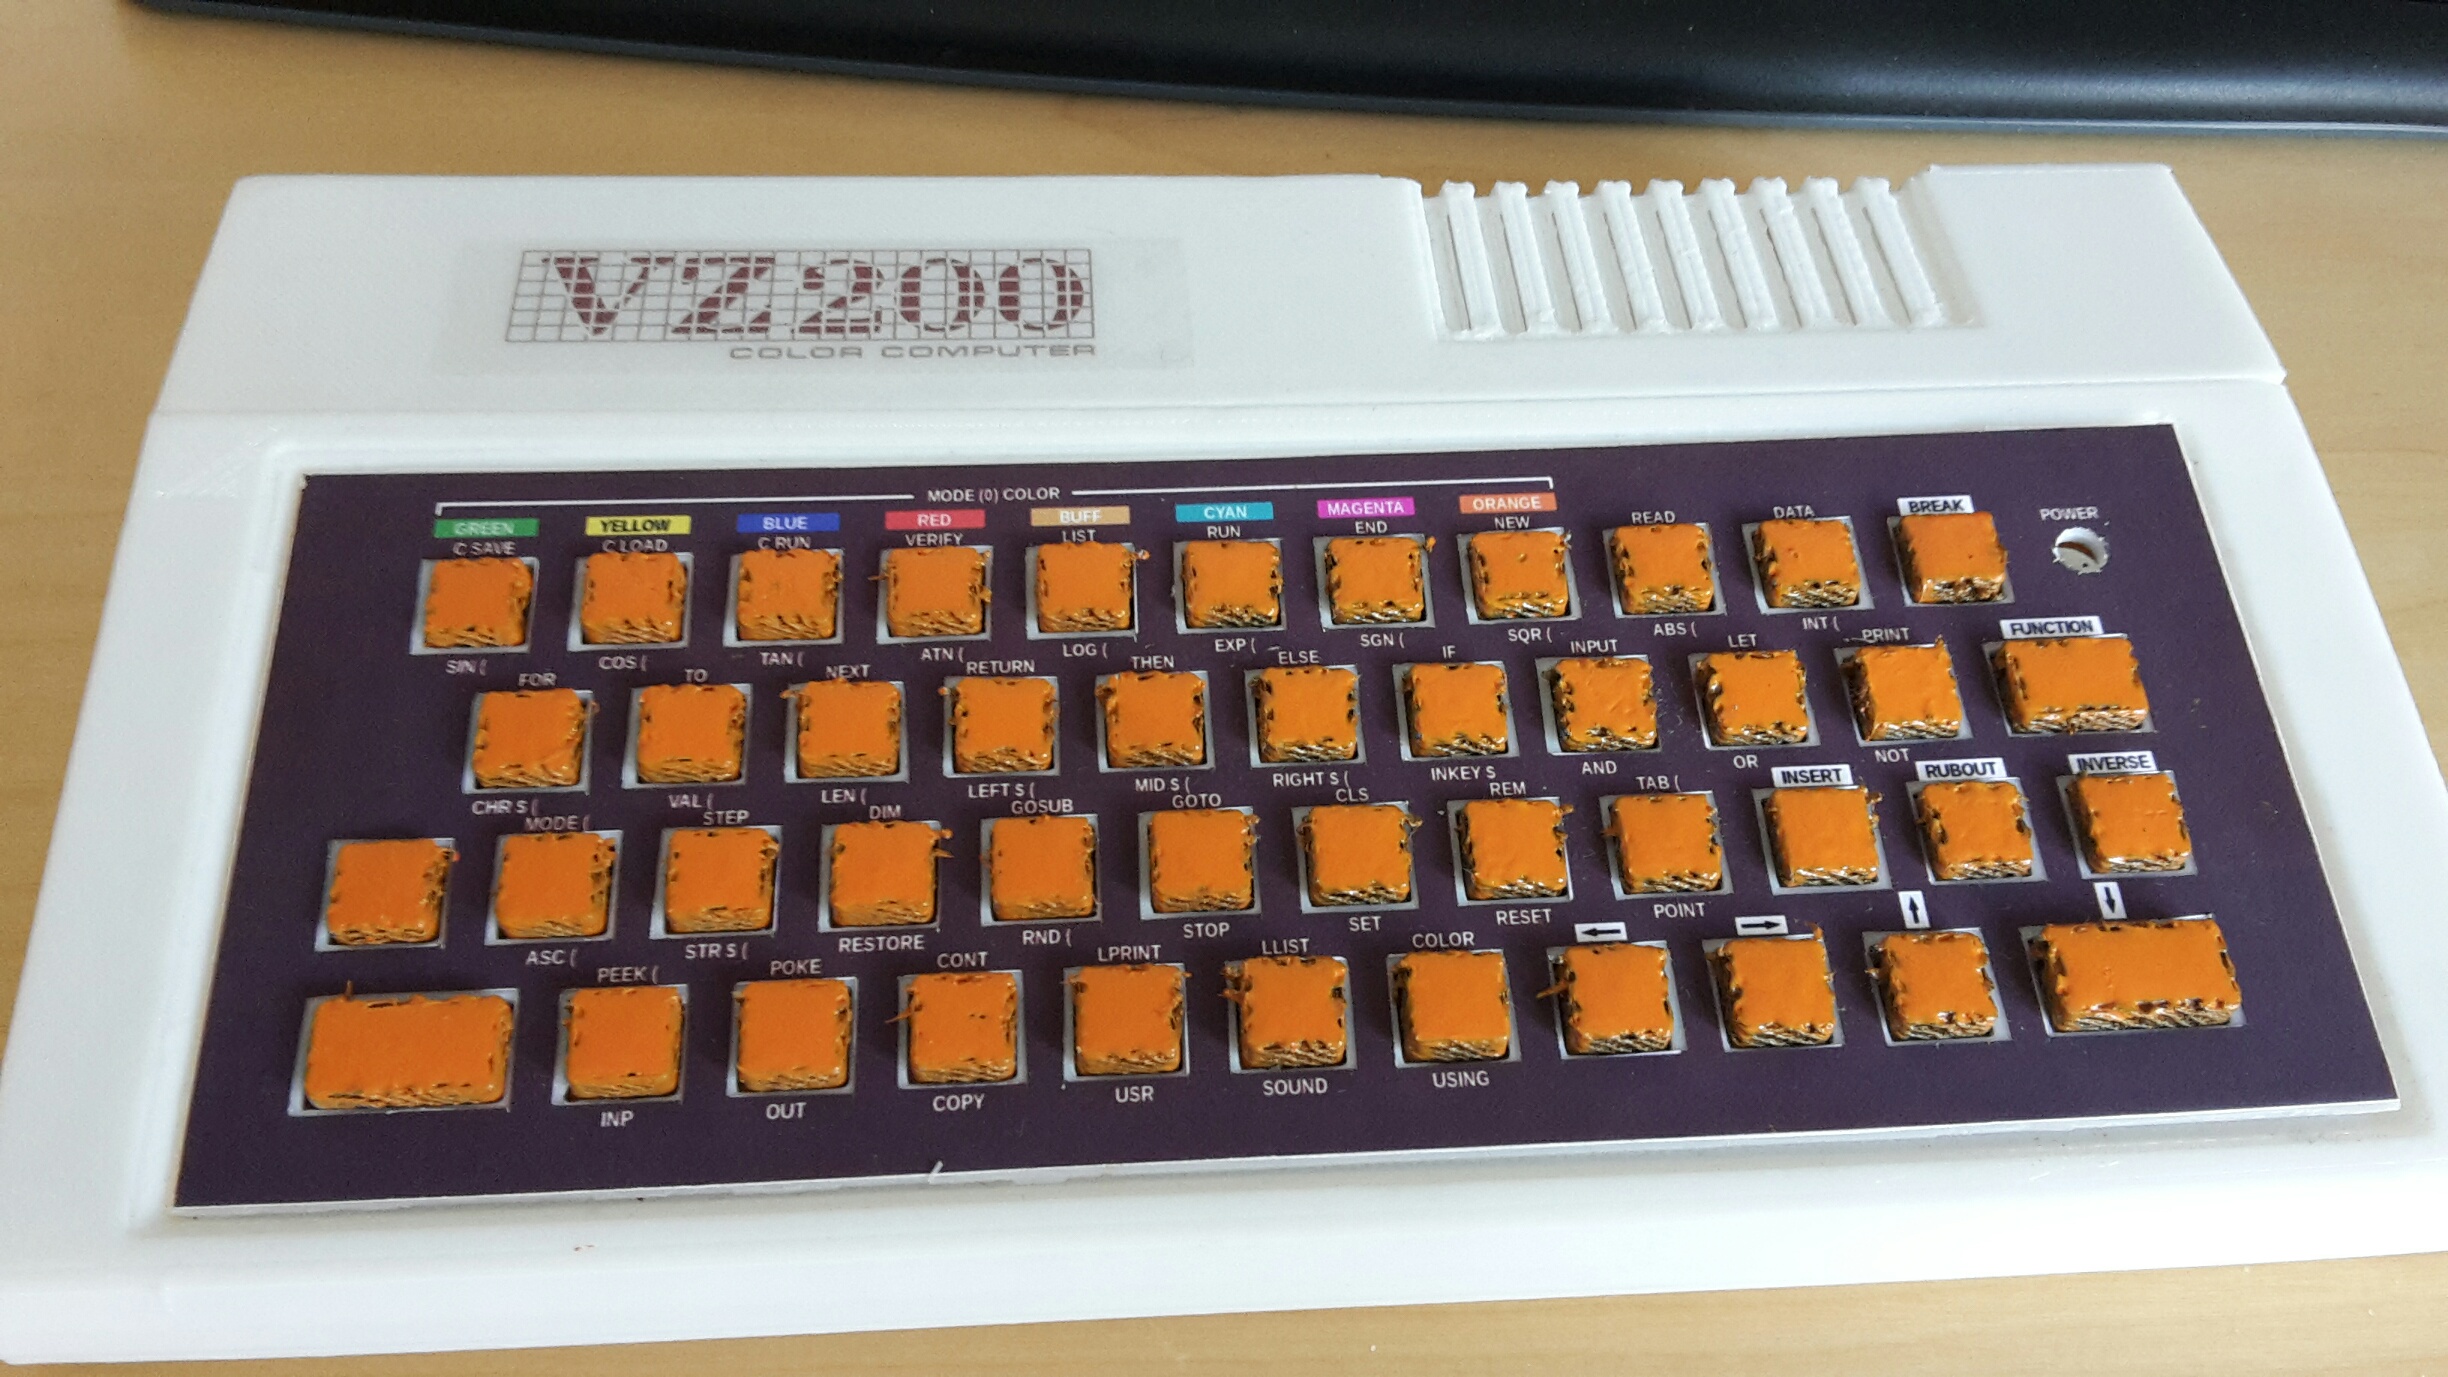 VZ200
COLOR COMPUTER
MODE (0) COLOR
GREEN YELLOW BLUE RED BUFF CYAN MAGENTA ORANGE
C SAVE C LOAD C RUN VERIFY LIST RUN END NEW READ DATA BREAK POWER
SIN ( COS ( TAN ( ATN ( LOG ( EXP ( SGN ( SQR ( ABS ( INT (
FOR TO NEXT RETURN THEN ELSE IF INPUT LET PRINT FUNCTION
CHR $ ( VAL ( LEN ( LEFT $ ( MID $ ( RIGHT $ ( INKEY $ AND OR NOT
MODE ( STEP DIM GOSUB GOTO CLS REM TAB ( INSERT RUBOUT INVERSE
ASC ( STR $ ( RESTORE RND ( STOP SET RESET POINT ↑ ↓
PEEK ( POKE CONT LPRINT LLIST COLOR ← →
INP OUT COPY USR SOUND USING